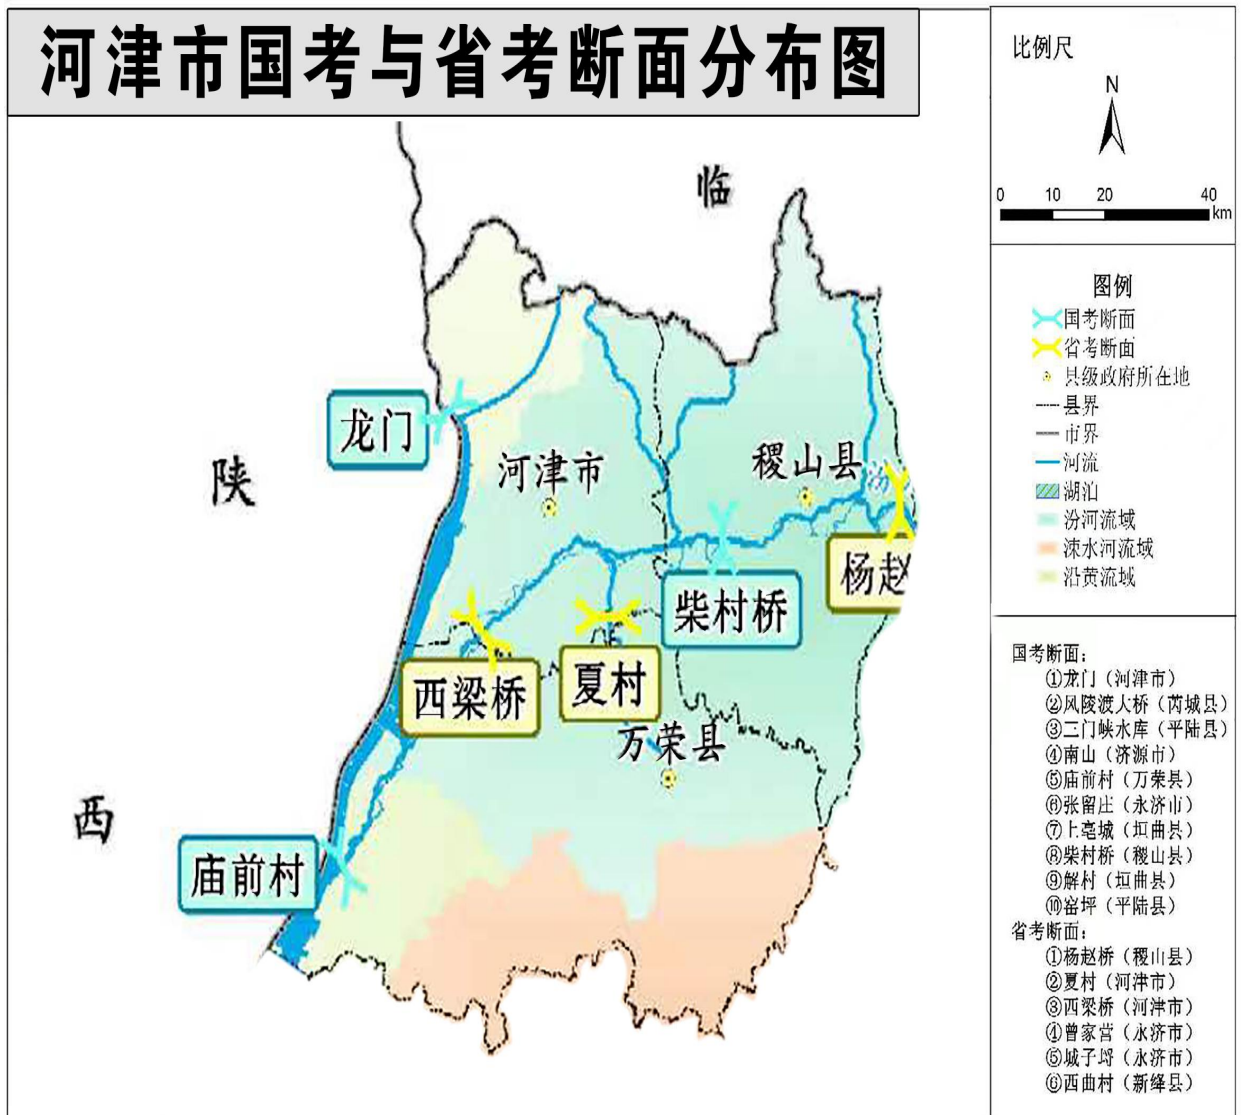 河津市国考与省考断面分布图
比例尺
N
0 10 20 40
km
临
陕
西
龙门
河津市
稷山县
汾
杨赵
柴村桥
西梁桥
夏村
万荣县
庙前村
图例
国考断面
省考断面
县级政府所在地
县界
市界
河流
湖泊
汾河流域
涑水河流域
沿黄流域
国考断面：
①龙门（河津市）
②风陵渡大桥（芮城县）
③三门峡水库（平陆县）
④南山（济源市）
⑤庙前村（万荣县）
⑥张留庄（永济市）
⑦上亳城（垣曲县）
⑧柴村桥（稷山县）
⑨解村（垣曲县）
⑩窑坪（平陆县）
省考断面：
①杨赵桥（稷山县）
②夏村（河津市）
③西梁桥（河津市）
④曾家营（永济市）
⑤城子埒（永济市）
⑥西曲村（新绛县）